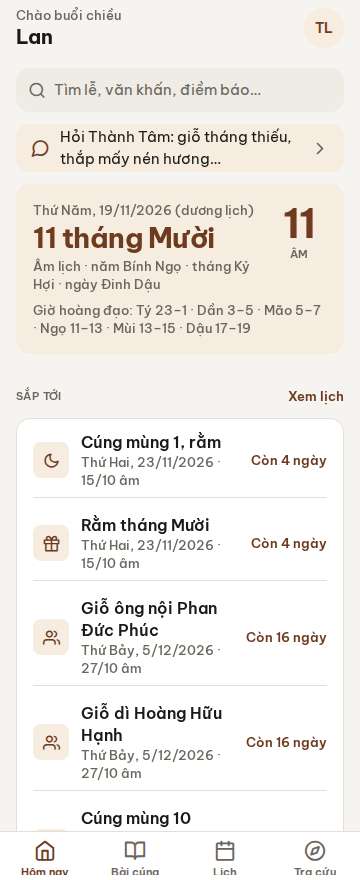 Chào buổi chiều
Lan
TL
Tìm lễ, văn khấn, điềm báo...
Hỏi Thành Tâm: giỗ tháng thiếu,
thắp mấy nén hương...
Thứ Năm, 19/11/2026 (dương lịch)
11 tháng Mười
11
ÂM
Âm lịch · năm Bính Ngọ · tháng Kỷ
Hợi · ngày Đinh Dậu
Giờ hoàng đạo: Tý 23–1 · Dần 3–5 · Mão 5–7
· Ngọ 11–13 · Mùi 13–15 · Dậu 17–19
SẮP TỚI
Xem lịch
Cúng mùng 1, rằm
Thứ Hai, 23/11/2026 ·
15/10 âm
Còn 4 ngày
Rằm tháng Mười
Thứ Hai, 23/11/2026 ·
15/10 âm
Còn 4 ngày
Giỗ ông nội Phan
Đức Phúc
Thứ Bảy, 5/12/2026 ·
27/10 âm
Còn 16 ngày
Giỗ dì Hoàng Hữu
Hạnh
Thứ Bảy, 5/12/2026 ·
27/10 âm
Còn 16 ngày
Cúng mùng 10
Hôm nay
Bài cúng
Lịch
Tra cứu